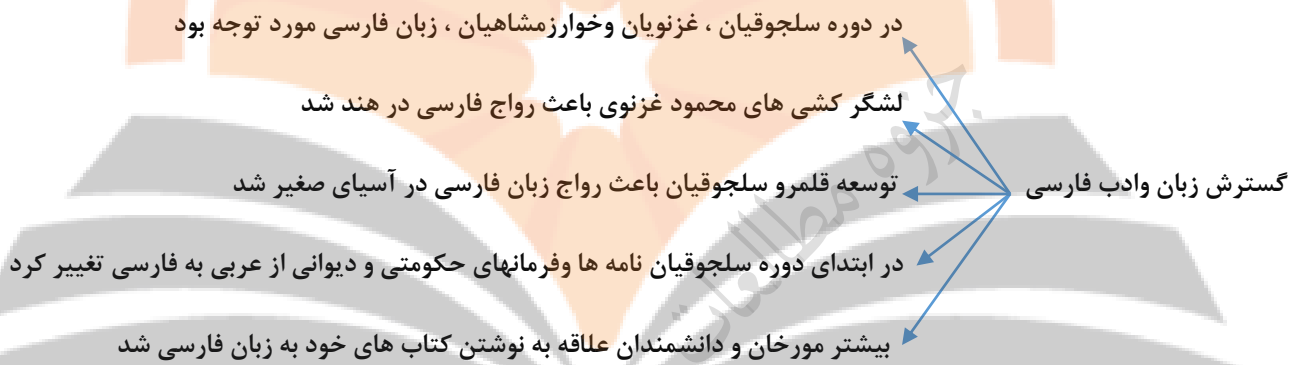 در دوره سلجوقیان ، غزنویان وخوارزمشاهیان ، زبان فارسی مورد توجه بود
لشگر کشی های محمود غزنوی باعث رواج فارسی در هند شد
گسترش زبان وادب فارسی
توسعه قلمرو سلجوقیان باعث رواج زبان فارسی در آسیای صغیر شد
در ابتدای دوره سلجوقیان نامه ها وفرمانهای حکومتی و دیوانی از عربی به فارسی تغییر کرد
بیشتر مورخان و دانشمندان علاقه به نوشتن کتاب های خود به زبان فارسی شد
جزوه مطالعات